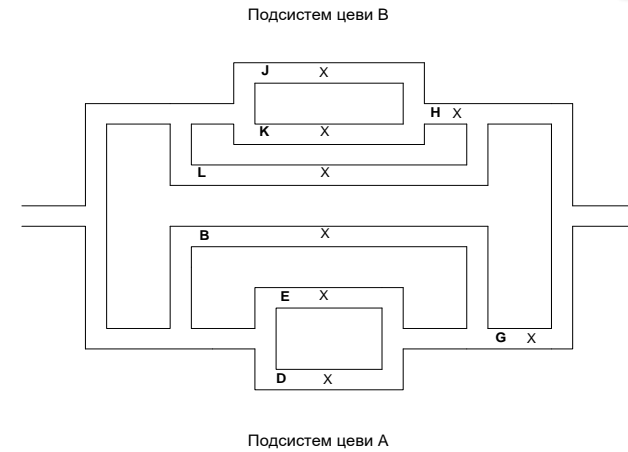 Подсистем цеви B
J X
H X
K X
L X
B X
E X
G X
D X
Подсистем цеви A